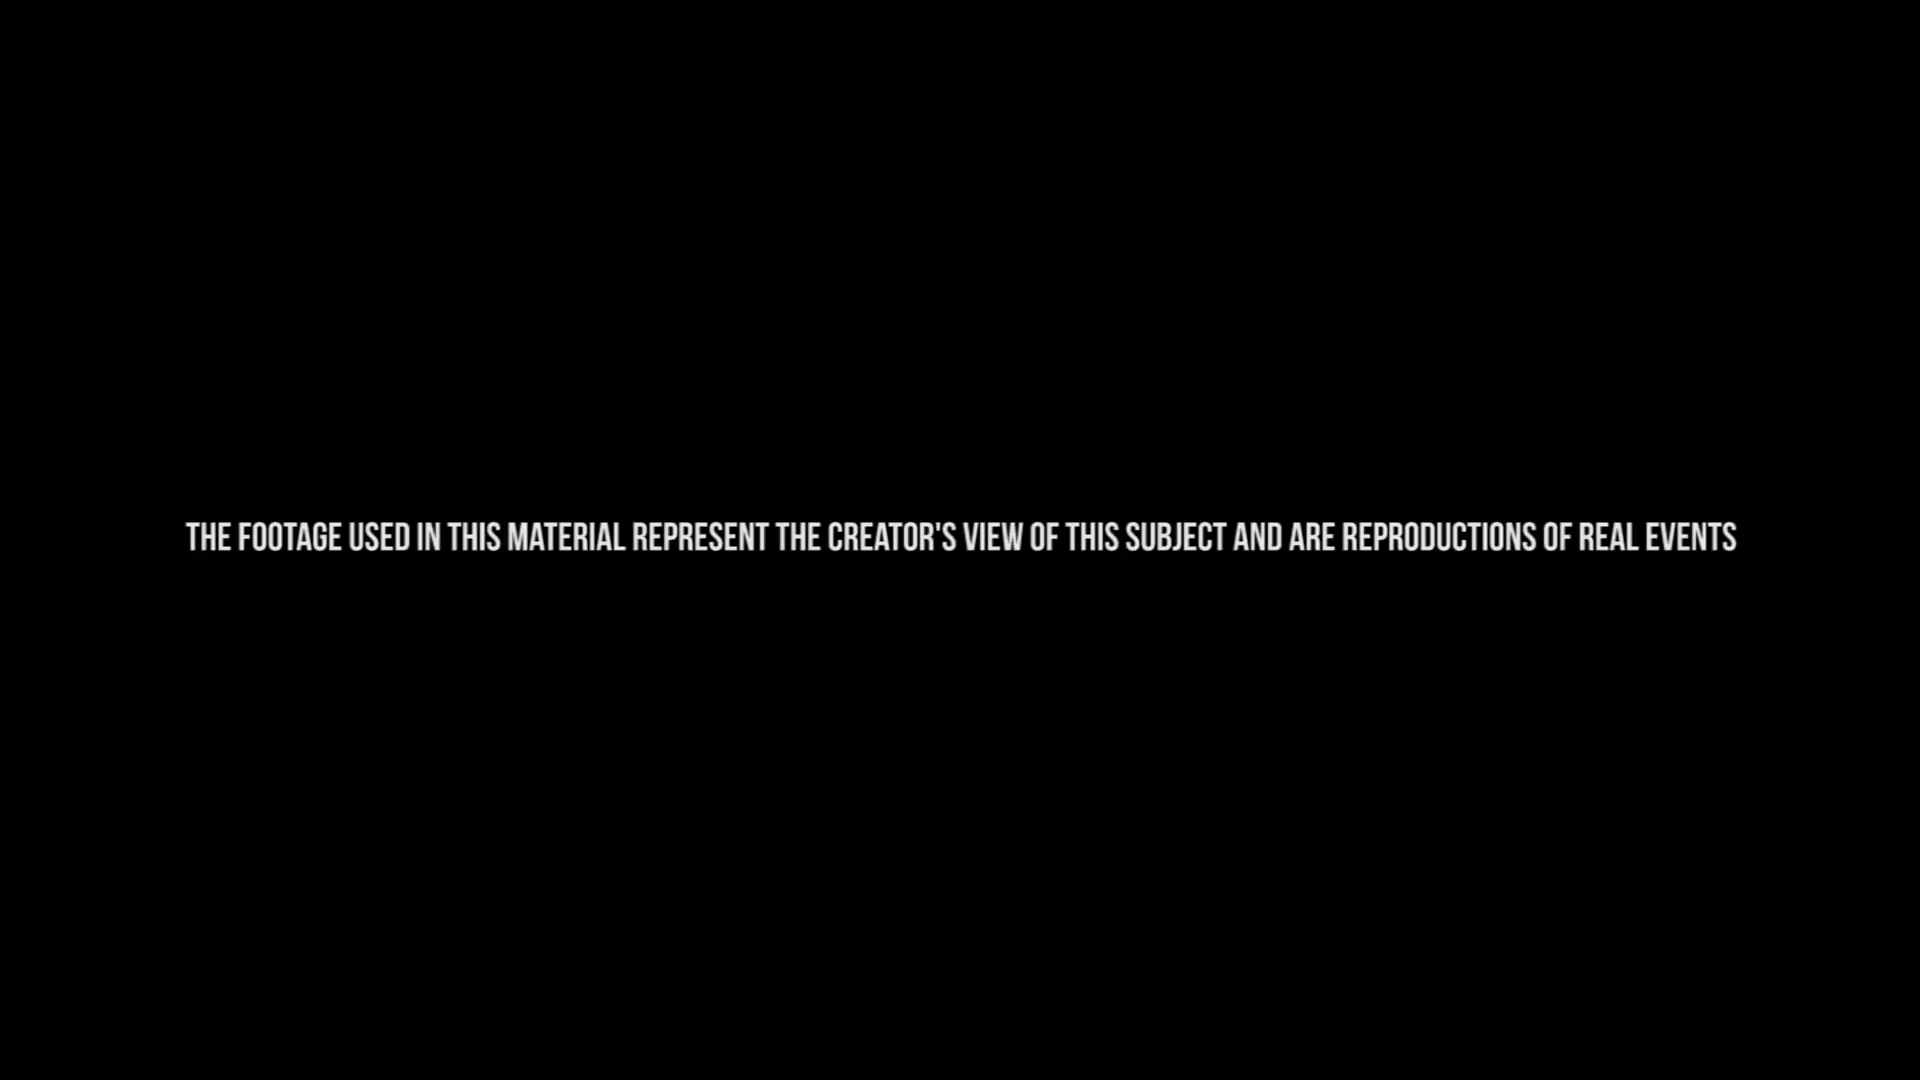 THE FOOTAGE USED IN THIS MATERIAL REPRESENT THE CREATOR'S VIEW OF THIS SUBJECT AND ARE REPRODUCTIONS OF REAL EVENTS